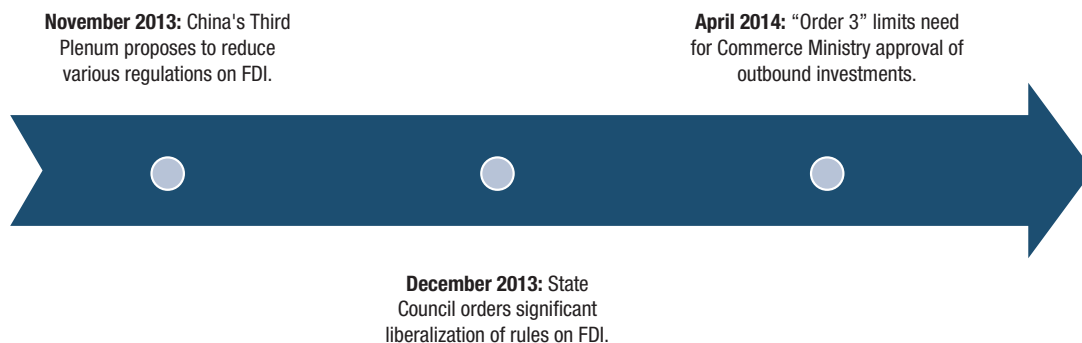 November 2013: China's Third
Plenum proposes to reduce
various regulations on FDI.
December 2013: State
Council orders significant
liberalization of rules on FDI.
April 2014: “Order 3” limits need
for Commerce Ministry approval of
outbound investments.